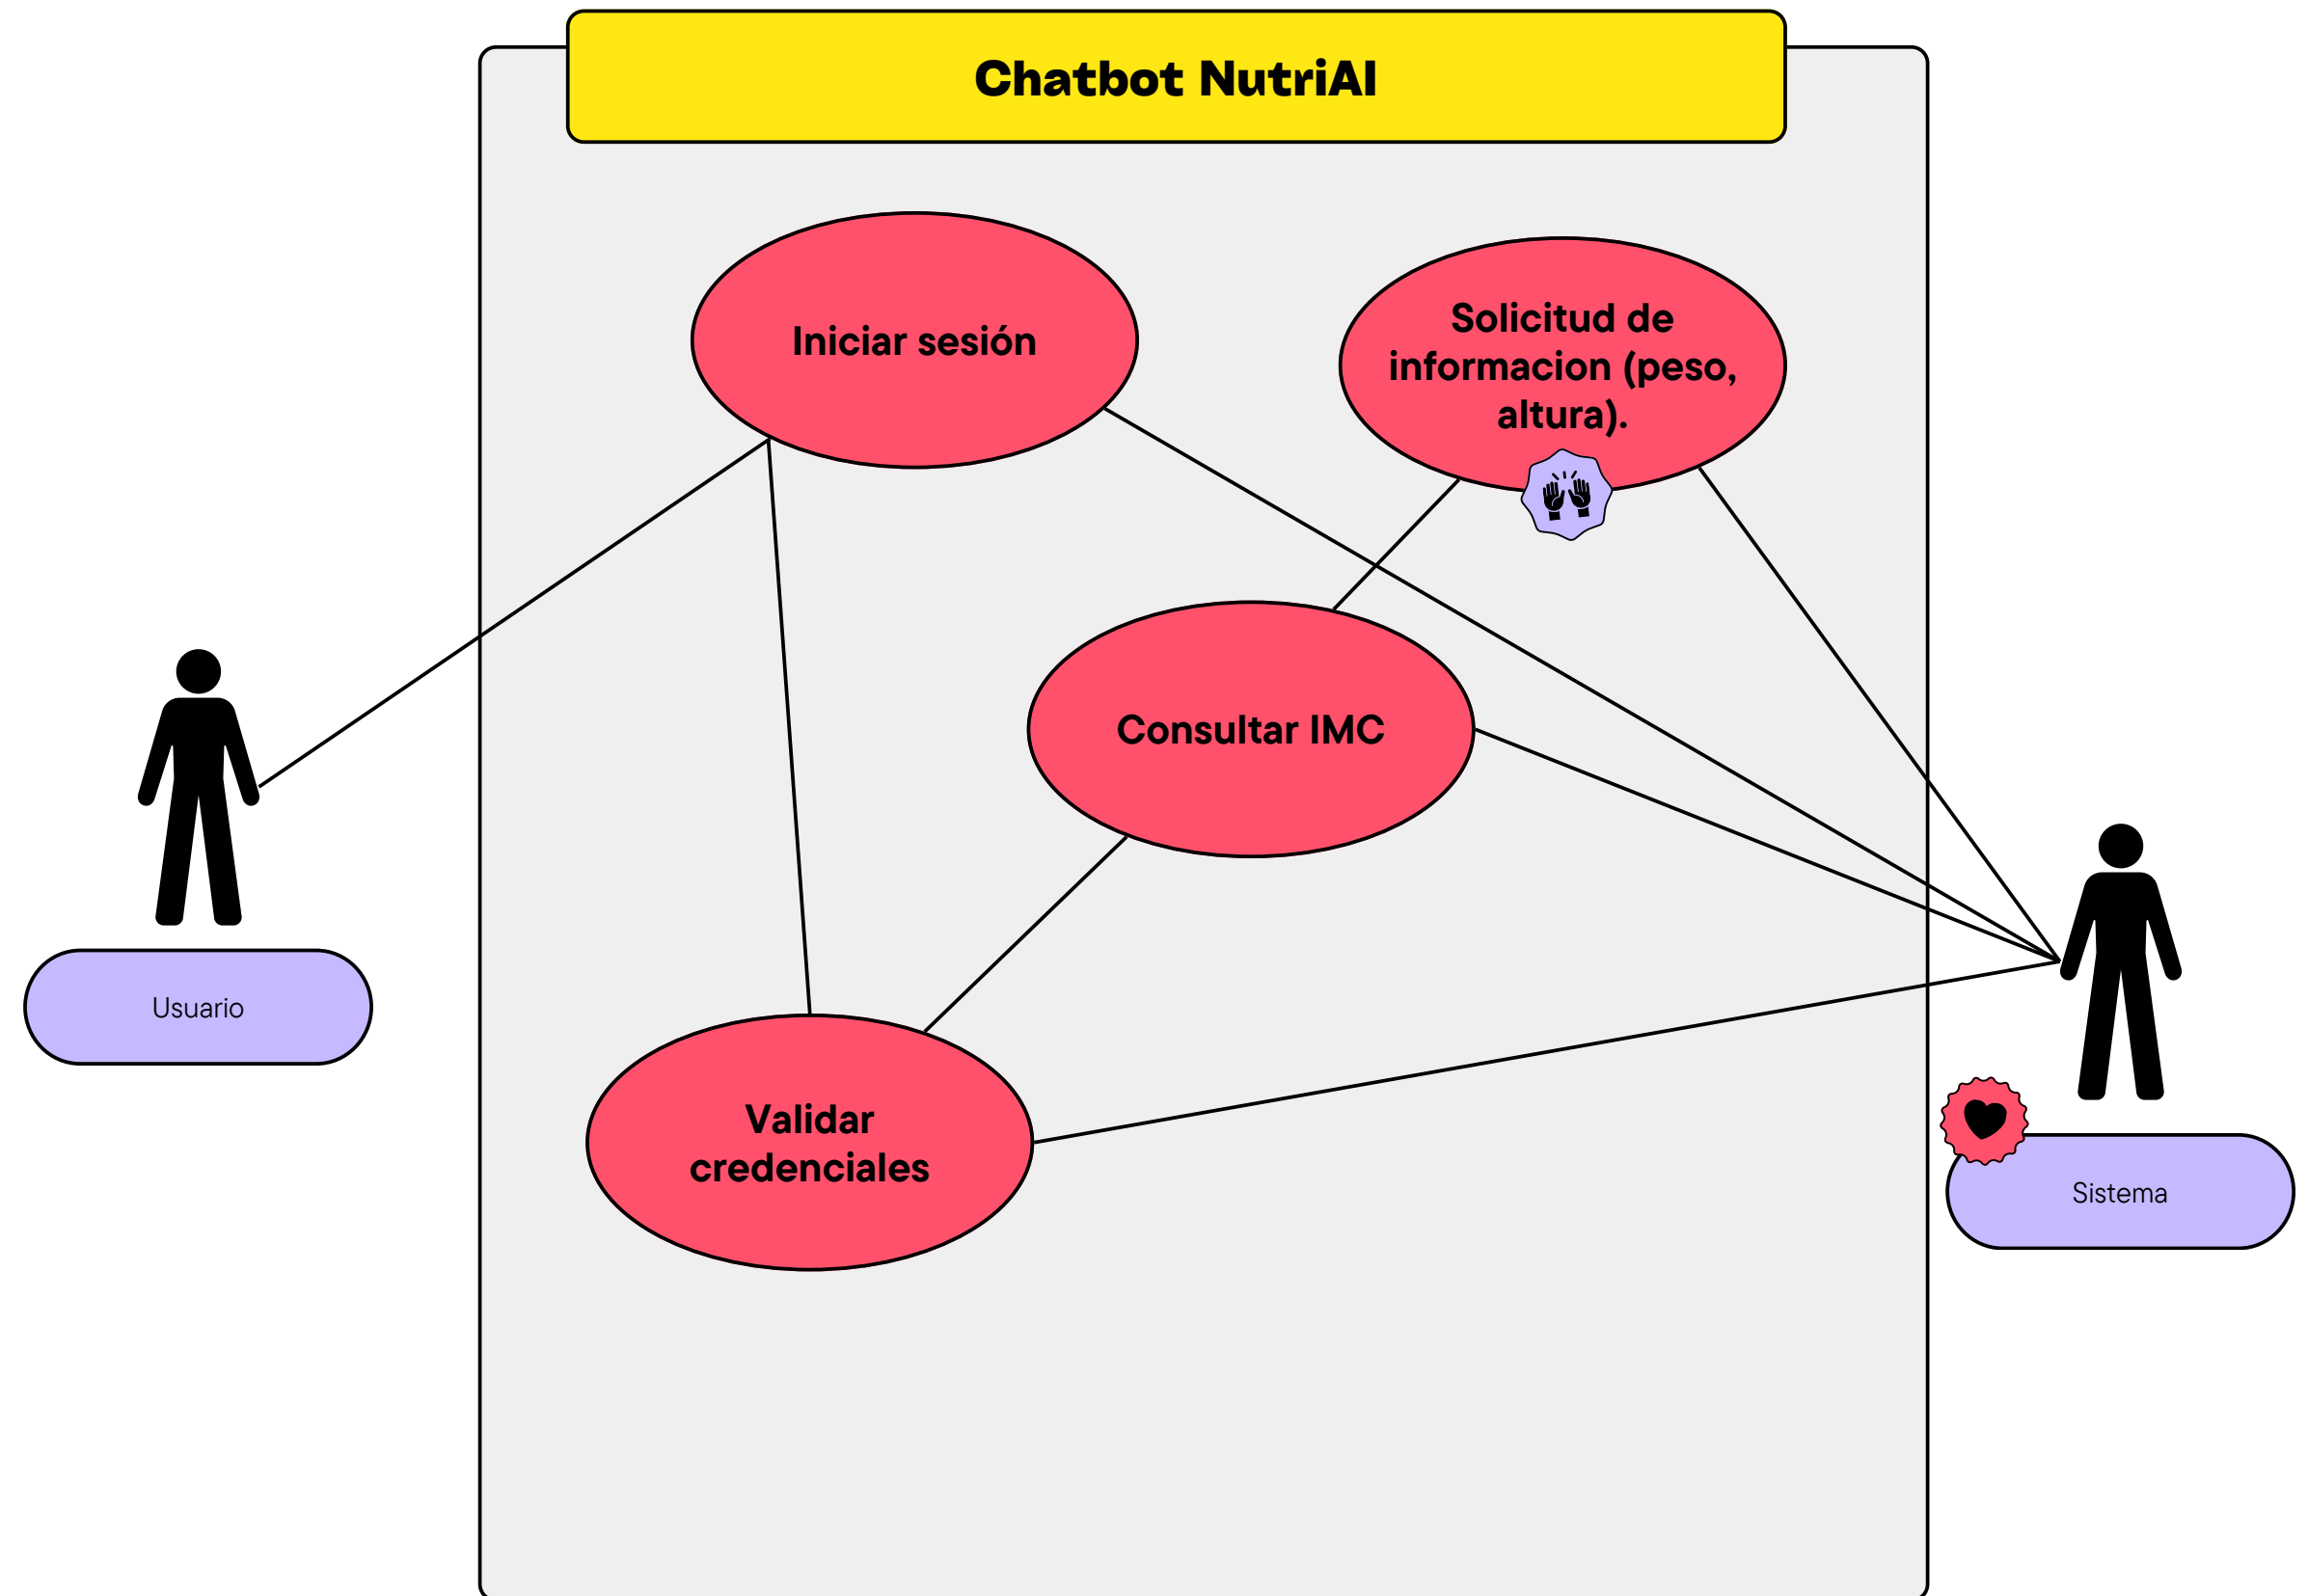 Chatbot NutriAI
Iniciar sesión
Solicitud de
informacion (peso,
altura).
Consultar IMC
Usuario
Validar
credenciales
Sistema